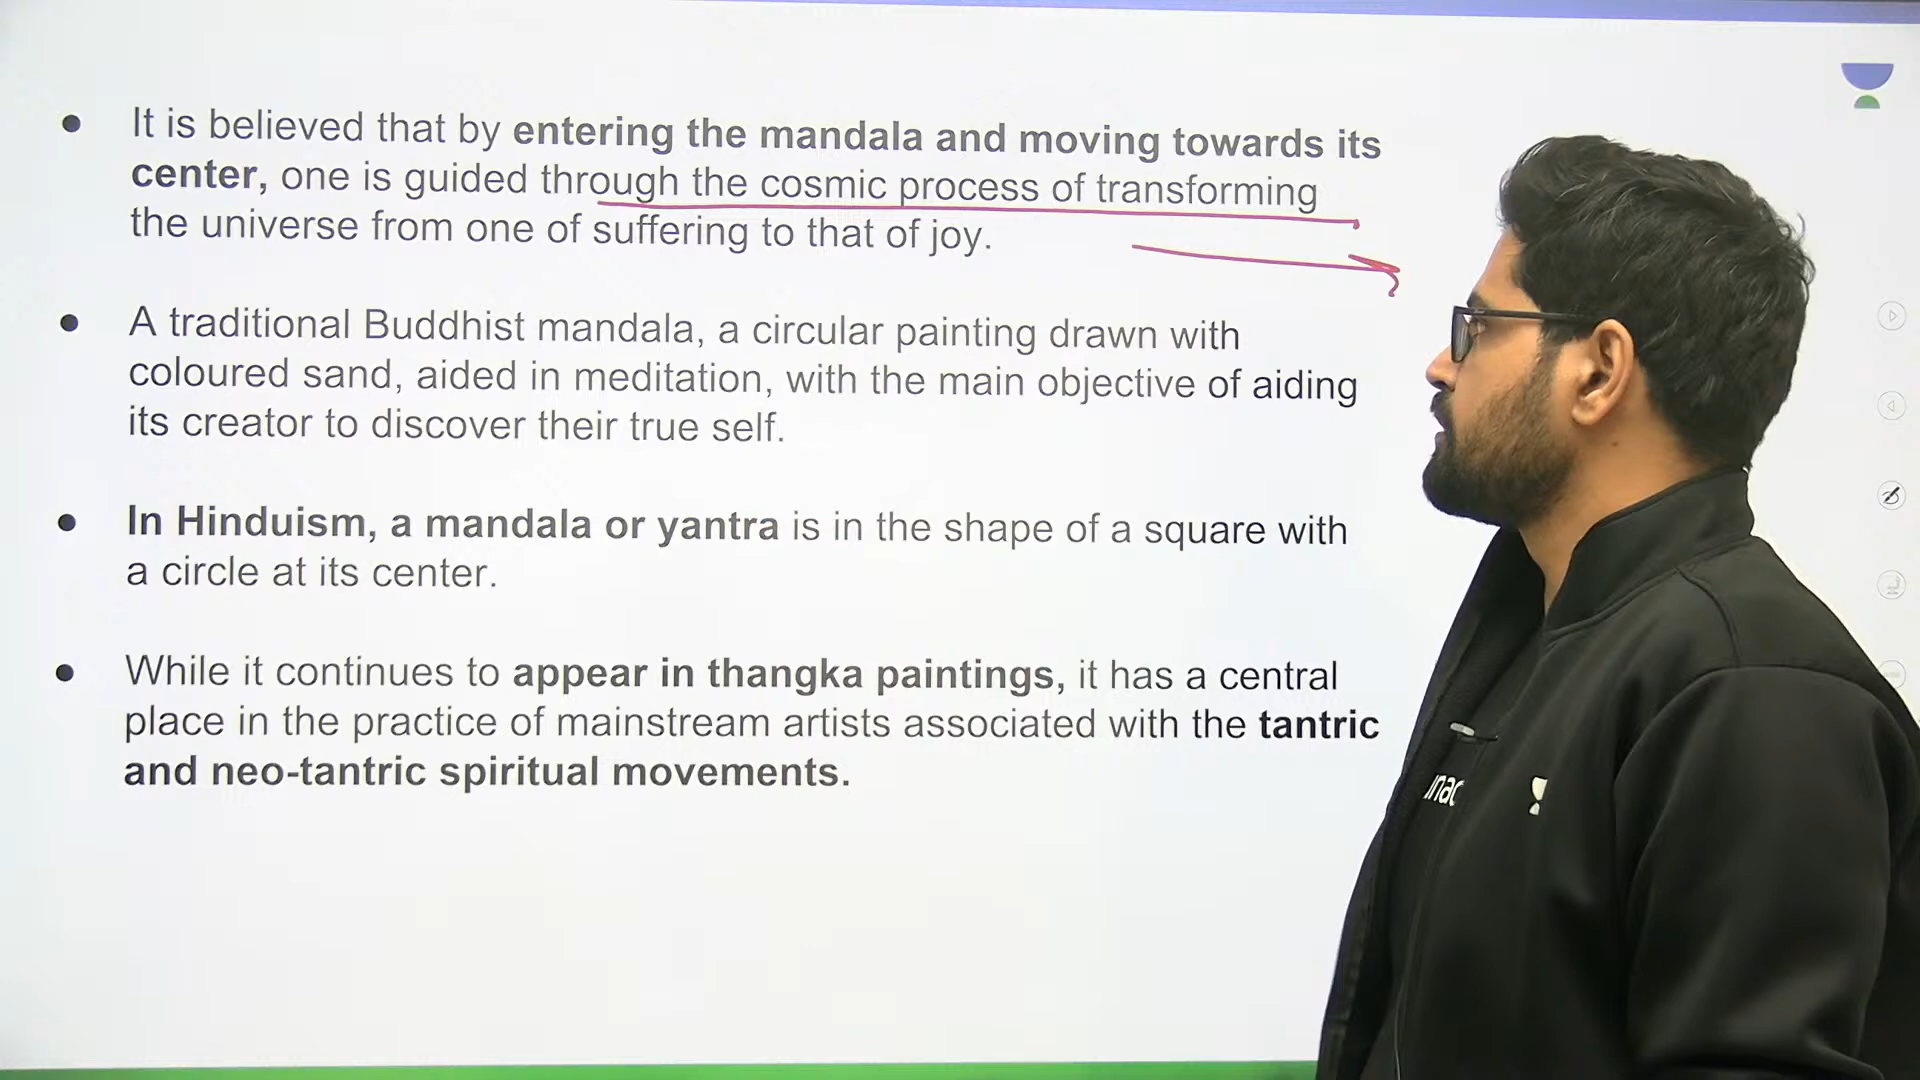 It is believed that by entering the mandala and moving towards its
center, one is guided through the cosmic process of transforming
the universe from one of suffering to that of joy.
A traditional Buddhist mandala, a circular painting drawn with
coloured sand, aided in meditation, with the main objective of aiding
its creator to discover their true self.
In Hinduism, a mandala or yantra is in the shape of a square with
a circle at its center.
While it continues to appear in thangka paintings, it has a central
place in the practice of mainstream artists associated with the tantric
and neo-tantric spiritual movements.
unac